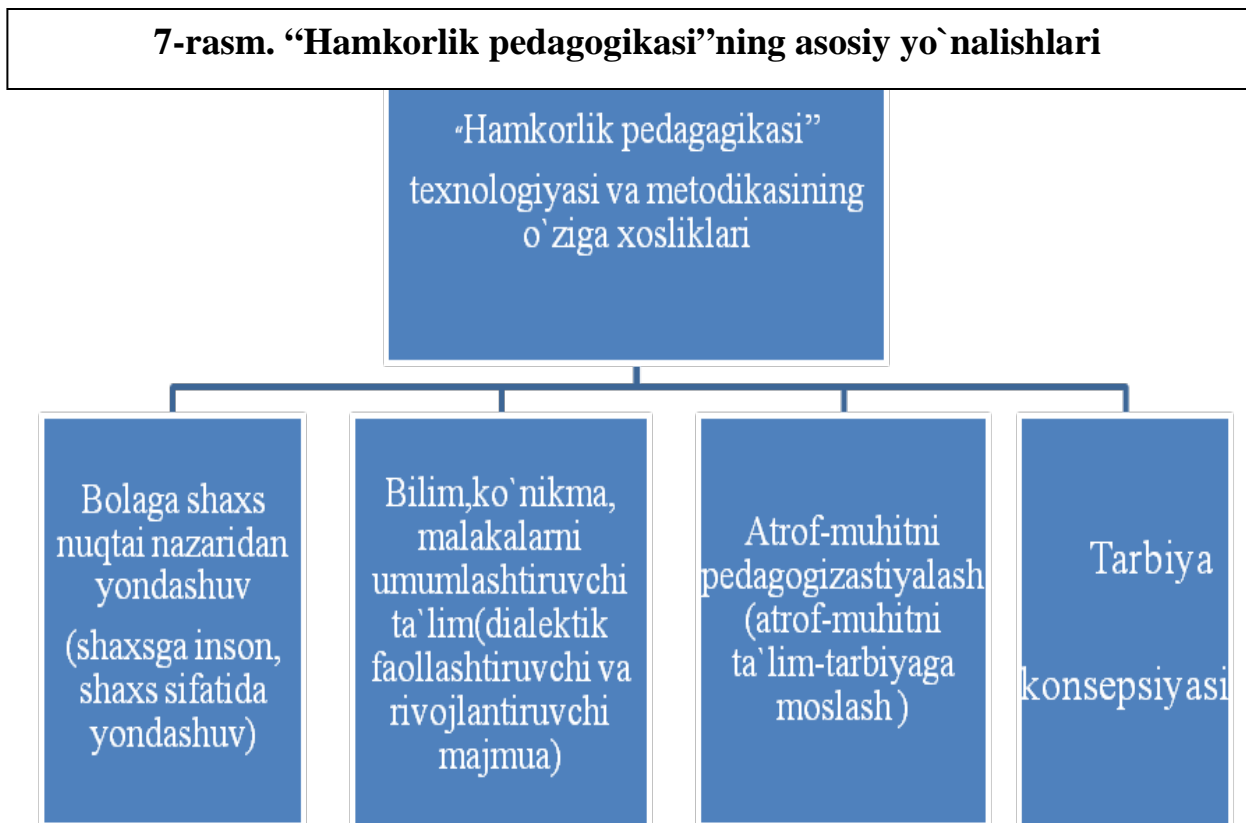 7-rasm. “Hamkorlik pedagogikasi”ning asosiy yo`nalishlari
“Hamkorlik pedagagikasi”
texnologiyasi va metodikasining
o`ziga xosliklari
Bolaga shaxs
nuqtai nazaridan
yondashuv
(shaxsga inson,
shaxs sifatida
yondashuv)
Bilim,ko`nikma,
malakalarni
umumlashtiruvchi
ta`lim(dialektik
faollashtiruvchi va
rivojlantiruvchi
majmua)
Atrof-muhitni
pedagogizastiyalash
(atrof-muhitni
ta`lim-tarbiyaga
moslash)
Tarbiya
konsepsiyasi